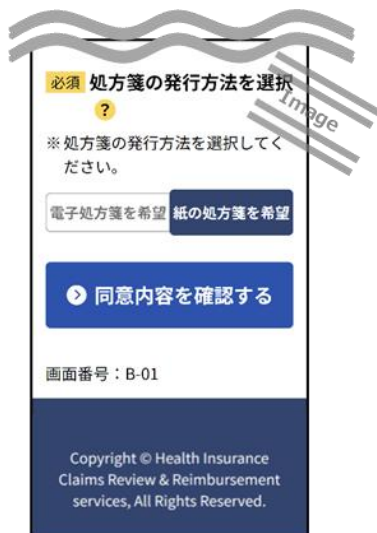 必須 処方箋の発行方法を選択
?
Image
※処方箋の発行方法を選択してく
ださい。
電子処方箋を希望 紙の処方箋を希望
同意内容を確認する
画面番号：B-01
Copyright © Health Insurance
Claims Review & Reimbursement
services, All Rights Reserved.